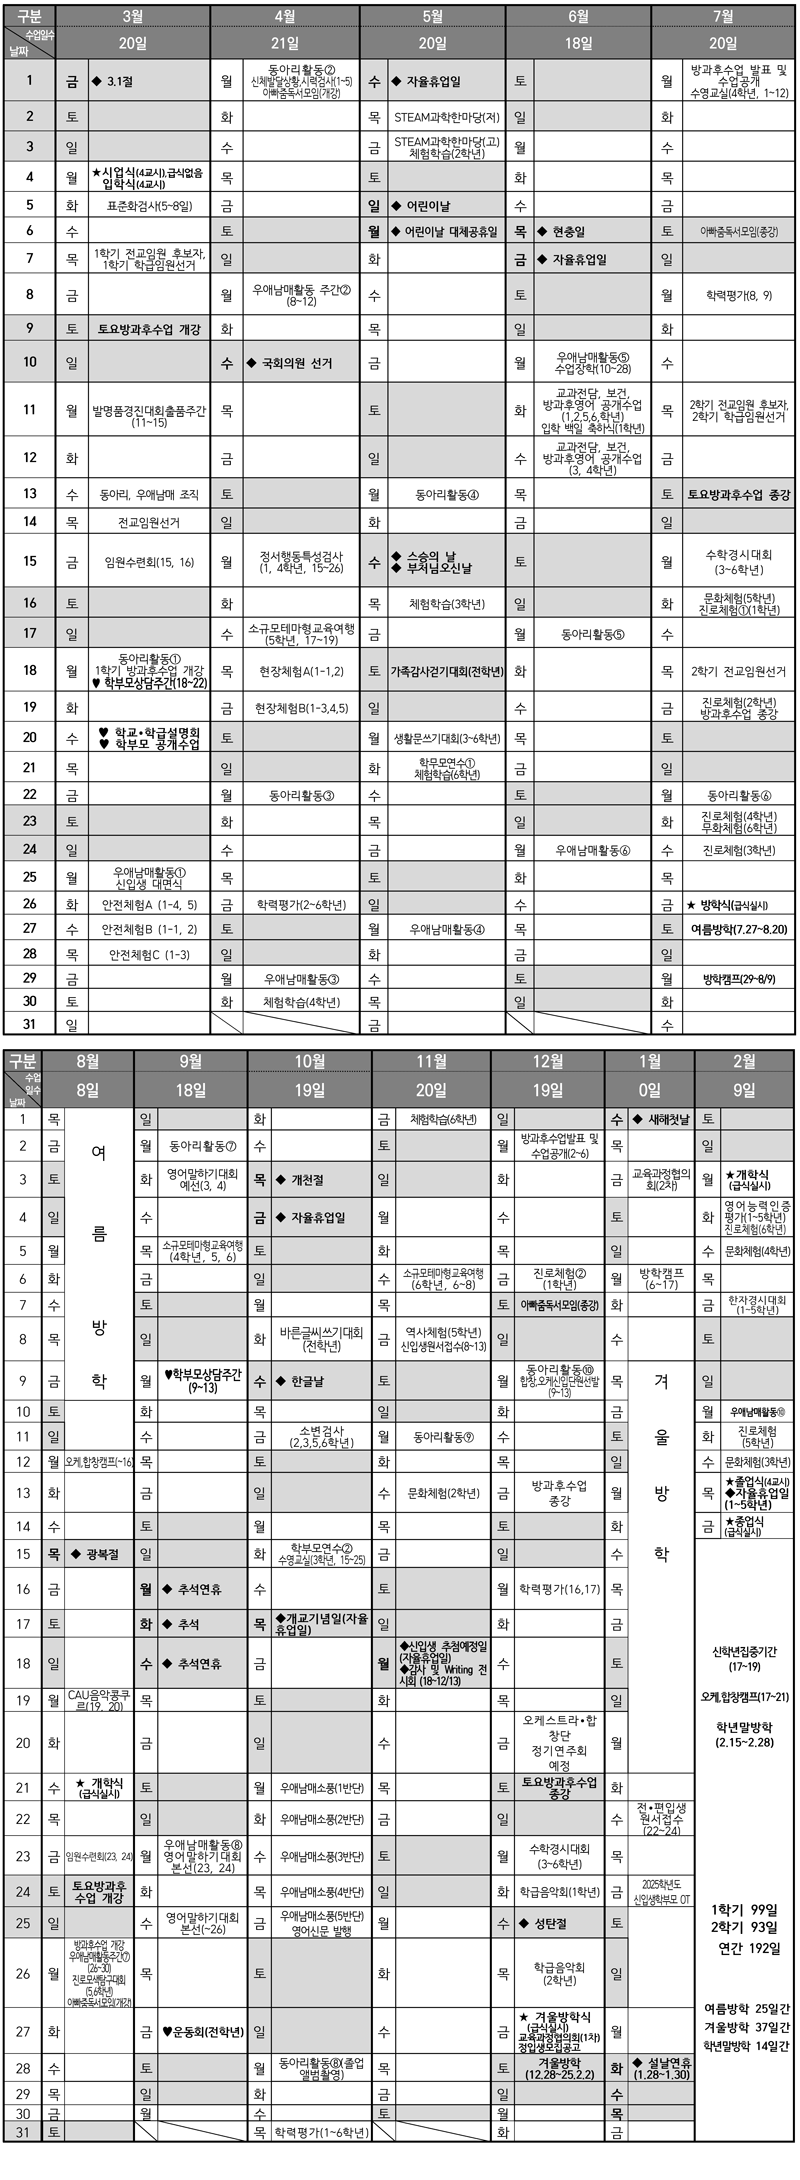 구분 3월 4월 5월 6월 7월
수업일수 날짜 20일 21일 20일 18일 20일
1 금 ◆ 3.1절 월 동아리활동② 신체발달상황,시력검사(1~5) 아빠줌독서모임(개강) 수 ◆ 자율휴업일 토 월 방과후수업 발표 및 수업공개 수영교실(4학년, 1~12)
2 토 화 목 STEAM과학한마당(저) 일 화
3 일 수 금 STEAM과학한마당(고) 체험학습(2학년) 월 수
4 월 ★시업식(4교시),급식없음 입학식(4교시) 목 토 화 목
5 화 표준화검사(5~8일) 금 일 ◆ 어린이날 수 금
6 수 토 월 ◆ 어린이날 대체공휴일 목 ◆ 현충일 토 아빠줌독서모임(종강)
7 목 1학기 전교임원 후보자, 1학기 학급임원선거 일 화 금 ◆ 자율휴업일 일
8 금 월 우애남매활동 주간② (8~12) 수 토 월 학력평가(8, 9)
9 토 토요방과후수업 개강 화 목 일 화
10 일 수 ◆ 국회의원 선거 금 월 우애남매활동⑤ 수업장학(10~28) 수
11 월 발명품경진대회출품주간 (11~15) 목 토 화 교과전담, 보건, 방과후영어 공개수업 (1,2,5,6,학년) 입학 백일 축하식(1학년) 목 2학기 전교임원 후보자, 2학기 학급임원선거
12 화 금 일 수 교과전담, 보건, 방과후영어 공개수업 (3, 4학년) 금
13 수 동아리, 우애남매 조직 토 월 동아리활동④ 목 토 토요방과후수업 종강
14 목 전교임원선거 일 화 금 일
15 금 임원수련회(15, 16) 월 정서행동특성검사 (1, 4학년, 15~26) 수 ◆ 스승의 날 ◆ 부처님오신날 토 월 수학경시대회 (3~6학년)
16 토 화 목 체험학습(3학년) 일 화 문화체험(5학년) 진로체험①(1학년)
17 일 수 소규모테마형교육여행 (5학년, 17~19) 금 월 동아리활동⑤ 수
18 월 동아리활동① 1학기 방과후수업 개강 ♥ 학부모상담주간(18~22) 목 현장체험A(1-1,2) 토 가족감사걷기대회(전학년) 화 목 2학기 전교임원선거
19 화 금 현장체험B(1-3,4,5) 일 수 금 진로체험(2학년) 방과후수업 종강
20 수 ♥ 학교•학급설명회 ♥ 학부모 공개수업 토 월 생활문쓰기대회(3~6학년) 목 토
21 목 일 화 학무모연수① 체험학습(6학년) 금 일
22 금 월 동아리활동③ 수 토 월 동아리활동⑥
23 토 화 목 일 화 진로체험(4학년) 무화체험(6학년)
24 일 수 금 월 우애남매활동⑥ 수 진로체험(3학년)
25 월 우애남매활동① 신입생 대면식 목 토 화 목
26 화 안전체험A (1-4, 5) 금 학력평가(2~6학년) 일 수 금 ★ 방학식(급식실시)
27 수 안전체험B (1-1, 2) 토 월 우애남매활동④ 목 토 여름방학(7.27~8.20)
28 목 안전체험C (1-3) 일 화 금 일
29 금 월 우애남매활동③ 수 토 월 방학캠프(29~8/9)
30 토 화 체험학습(4학년) 목 일 화
31 일 금 수
구분 8월 9월 10월 11월 12월 1월 2월
수업일수 날짜 8일 18일 19일 20일 19일 0일 9일
1 목 여름방학 일 화 금 체험학습(6학년) 일 수 ◆ 새해첫날 토
2 금 월 동아리활동⑦ 수 토 월 방과후수업발표 및 수업공개(2~6) 목 일
3 토 화 영어말하기대회 예선(3, 4) 목 ◆ 개천절 일 화 금 교육과정협의회(2차) 월 ★개학식 (급식실시)
4 일 수 금 ◆ 자율휴업일 월 수 토 화 영어능력인증 평가(1~5학년) 진로체험(6학년)
5 월 목 소규모테마형교육여행 (4학년, 5, 6) 토 화 목 일 수 문화체험(4학년)
6 화 금 일 수 소규모테마형교육여행 (6학년, 6~8) 금 진로체험② (1학년) 월 방학캠프 (6~17) 목
7 수 토 월 목 토 아빠줌독서모임(종강) 화 금 한자경시대회 (1~5학년)
8 목 일 화 바른글씨쓰기대회 (전학년) 금 역사체험(5학년) 신입생원서접수(8~13) 일 수 토
9 금 월 ♥학부모상담주간 (9~13) 수 ◆ 한글날 토 월 동아리활동⑩ 합창,오케신입단원선발 (9~13) 목 겨울방학 일
10 토 화 목 일 화 금 월 우애남매활동⑩
11 일 수 금 소변검사 (2,3,5,6학년) 월 동아리활동⑨ 수 토 화 진로체험 (5학년)
12 월 오케,합창캠프(~16) 목 토 화 목 일 수 문화체험(3학년)
13 화 금 일 수 문화체험(2학년) 금 방과후수업 종강 월 목 ★졸업식(4교시) ◆자율휴업일 (1~5학년)
14 수 토 월 목 토 화 금 ★종업식 (급식실시)
15 목 ◆ 광복절 일 화 학부모연수② 수영교실(3학년, 15~25) 금 일 수
16 금 월 ◆ 추석연휴 수 토 월 학력평가(16,17) 목
17 토 화 ◆ 추석 목 ◆개교기념일(자율휴업일) 일 화 금
18 일 수 ◆ 추석연휴 금 월 ◆신입생 추첨예정일 (자율휴업일) ◆감사 및 Writing 전시회 (18~12/13) 수 토 신학년집중기간 (17~19)
19 월 CAU음악콩쿠르(19, 20) 목 토 화 목 일 오케,합창캠프(17~21)
20 화 금 일 수 금 오케스트라•합창단 정기연주회 예정 월 학년말방학 (2.15~2.28)
21 수 ★ 개학식 (급식실시) 토 월 우애남매소풍(1반단) 목 토 토요방과후수업 종강 화
22 목 일 화 우애남매소풍(2반단) 금 일 수 전•편입생 원서접수 (22~24)
23 금 임원수련회(23, 24) 월 우애남매활동⑧ 영어말하기대회 본선(23, 24) 수 우애남매소풍(3반단) 토 월 수학경시대회 (3~6학년) 목
24 토 토요방과후 수업 개강 화 목 우애남매소풍(4반단) 일 화 학급음악회(1학년) 금 2025학년도 신입생학부모 OT
25 일 수 영어말하기대회 본선(~26) 금 우애남매소풍(5반단) 영어신문 발행 월 수 ◆ 성탄절 토 1학기 99일 2학기 93일 연간 192일
26 월 방과후수업 개강 우애남매활동주간⑦ (26~30) 진로모색탐구대회 (5,6학년) 아빠줌독서모임(개강) 목 토 화 목 학급음악회 (2학년) 일
27 화 금 ♥운동회(전학년) 일 수 금 ★ 겨울방학식 (급식실시) 교육과정협의회(1차) 정입생모집공고 월 여름방학 25일 겨울방학 37일 학년말방학 14일간
28 수 토 월 동아리활동⑧(졸업앨범촬영) 목 토 겨울방학 (12.28~25.2.2) 화 ◆ 설날연휴 (1.28~1.30)
29 목 일 화 금 일 수
30 금 월 수 토 월 목
31 토 목 학력평가(1~6학년) 화 금